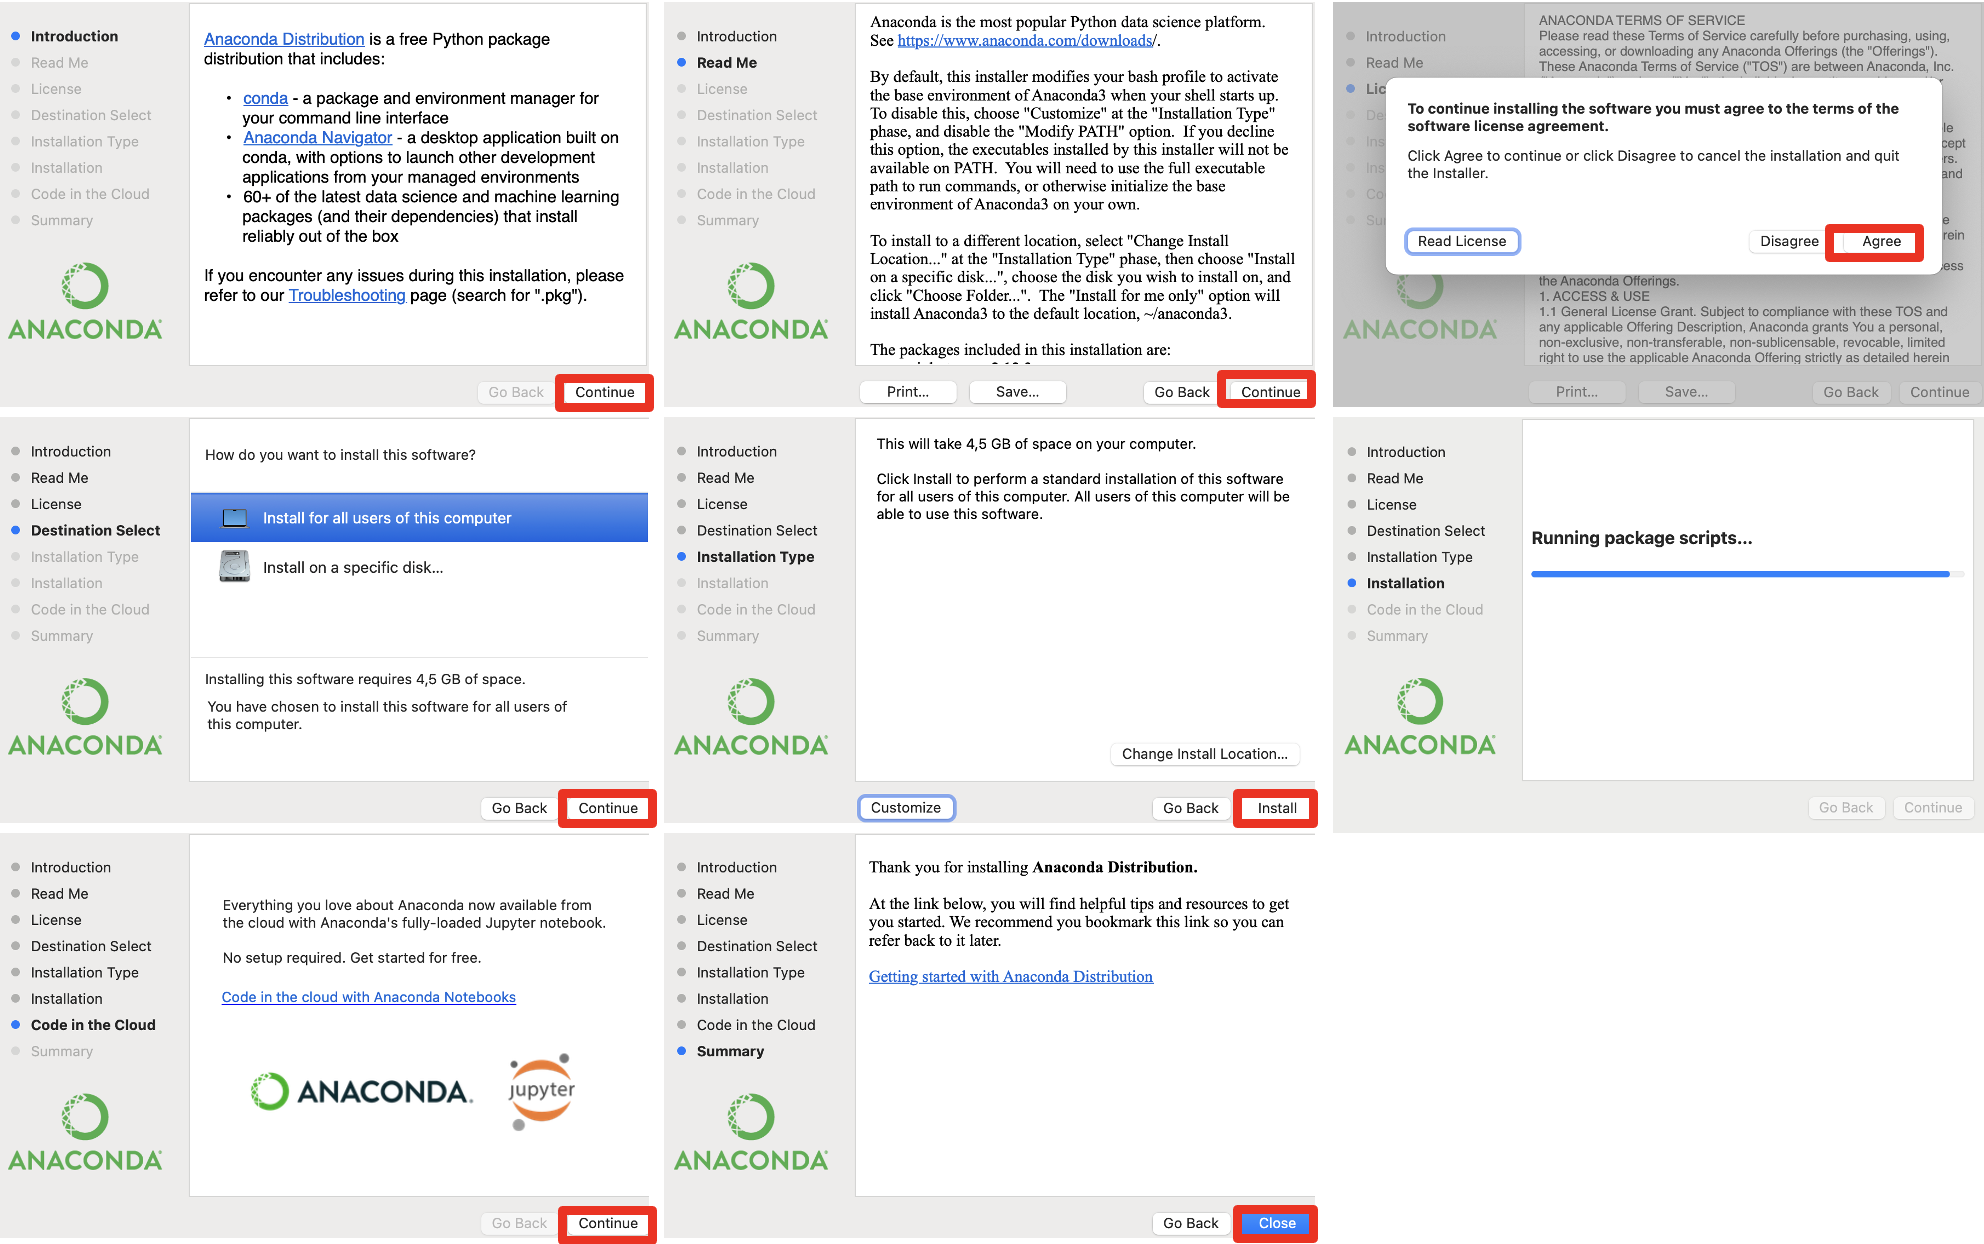 Introduction
Read Me
License
Destination Select
Installation Type
Installation
Code in the Cloud
Summary
ANACONDA
Anaconda Distribution is a free Python package
distribution that includes:
• conda - a package and environment manager for
your command line interface
• Anaconda Navigator - a desktop application built on
conda, with options to launch other development
applications from your managed environments
• 60+ of the latest data science and machine learning
packages (and their dependencies) that install
reliably out of the box
If you encounter any issues during this installation, please
refer to our Troubleshooting page (search for ".pkg").
Go Back
Continue
Introduction
Read Me
License
Destination Select
Installation Type
Installation
Code in the Cloud
Summary
ANACONDA
Anaconda is the most popular Python data science platform.
See https://www.anaconda.com/downloads/.
By default, this installer modifies your bash profile to activate
the base environment of Anaconda3 when your shell starts up.
To disable this, choose "Customize" at the "Installation Type"
phase, and disable the "Modify PATH" option. If you decline
this option, the executables installed by this installer will not be
available on PATH. You will need to use the full executable
path to run commands, or otherwise initialize the base
environment of Anaconda3 on your own.
To install to a different location, select "Change Install
Location..." at the "Installation Type" phase, then choose "Install
on a specific disk...", choose the disk you wish to install on, and
click "Choose Folder...". The "Install for me only" option will
install Anaconda3 to the default location, ~/anaconda3.
The packages included in this installation are:
Print...
Save...
Go Back
Continue
Introduction
Read Me
ANACONDA
ANACONDA TERMS OF SERVICE
Please read these Terms of Service carefully before purchasing, using,
accessing, or downloading any Anaconda Offerings (the "Offerings").
These Anaconda Terms of Service ("TOS") are between Anaconda, Inc.
To continue installing the software you must agree to the terms of the
software license agreement.
Click Agree to continue or click Disagree to cancel the installation and quit
the Installer.
Read License
Disagree
Agree
the Anaconda Offerings.
1. ACCESS & USE
1.1 General License Grant. Subject to compliance with these TOS and
any applicable Offering Description, Anaconda grants You a personal,
non-exclusive, non-transferable, non-sublicensable, revocable, limited
right to use the applicable Anaconda Offering strictly as detailed herein
Print...
Save...
Go Back
Continue
Introduction
Read Me
License
Destination Select
Installation Type
Installation
Code in the Cloud
Summary
ANACONDA
How do you want to install this software?
Install for all users of this computer
Install on a specific disk...
Installing this software requires 4,5 GB of space.
You have chosen to install this software for all users of
this computer.
Go Back
Continue
Introduction
Read Me
License
Destination Select
Installation Type
Installation
Code in the Cloud
Summary
ANACONDA
This will take 4,5 GB of space on your computer.
Click Install to perform a standard installation of this software
for all users of this computer. All users of this computer will be
able to use this software.
Change Install Location...
Customize
Go Back
Install
Introduction
Read Me
License
Destination Select
Installation Type
Installation
Code in the Cloud
Summary
ANACONDA
Running package scripts...
Go Back
Continue
Introduction
Read Me
License
Destination Select
Installation Type
Installation
Code in the Cloud
Summary
ANACONDA
Everything you love about Anaconda now available from
the cloud with Anaconda's fully-loaded Jupyter notebook.
No setup required. Get started for free.
Code in the cloud with Anaconda Notebooks
ANACONDA.
jupyter
Go Back
Continue
Introduction
Read Me
License
Destination Select
Installation Type
Installation
Code in the Cloud
Summary
ANACONDA
Thank you for installing Anaconda Distribution.
At the link below, you will find helpful tips and resources to get
you started. We recommend you bookmark this link so you can
refer back to it later.
Getting started with Anaconda Distribution
Go Back
Close